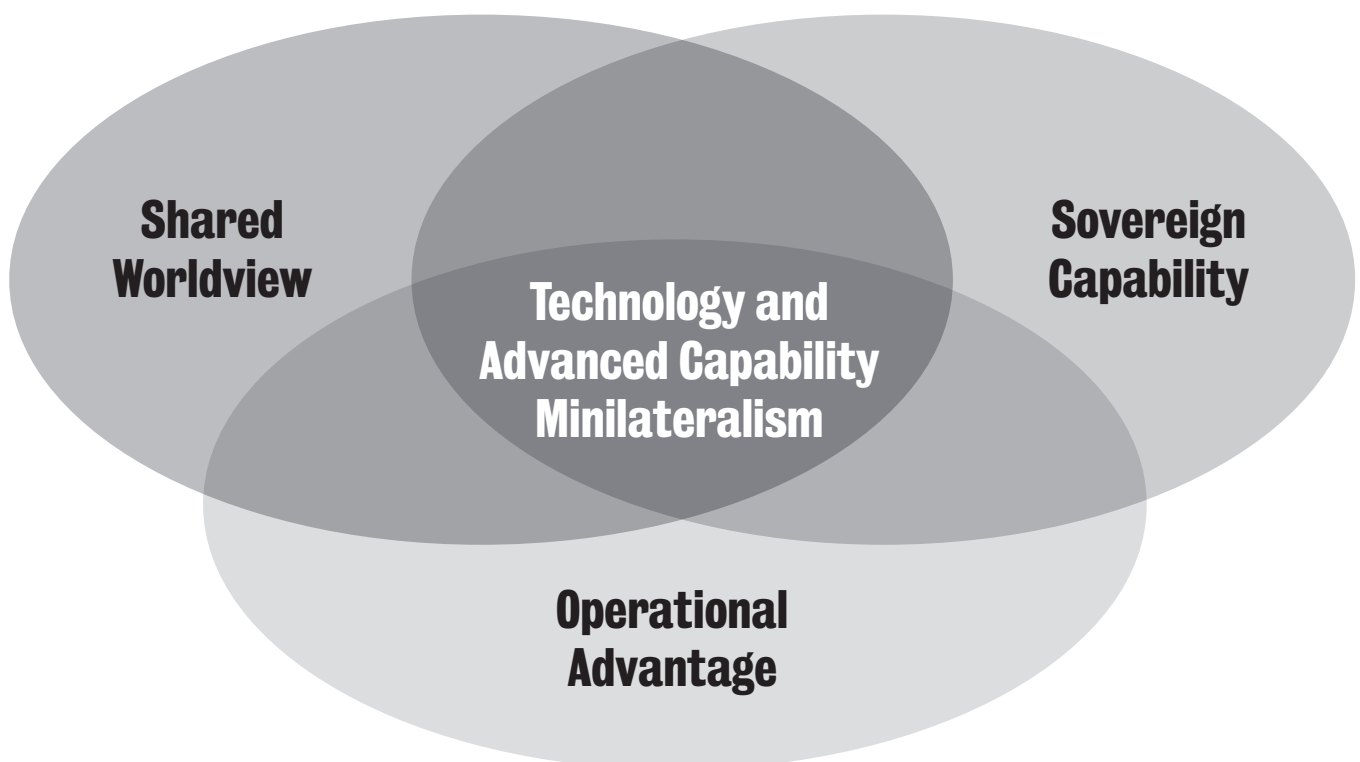 Shared
Worldview
Sovereign
Capability
Technology and
Advanced Capability
Minilateralism
Operational
Advantage